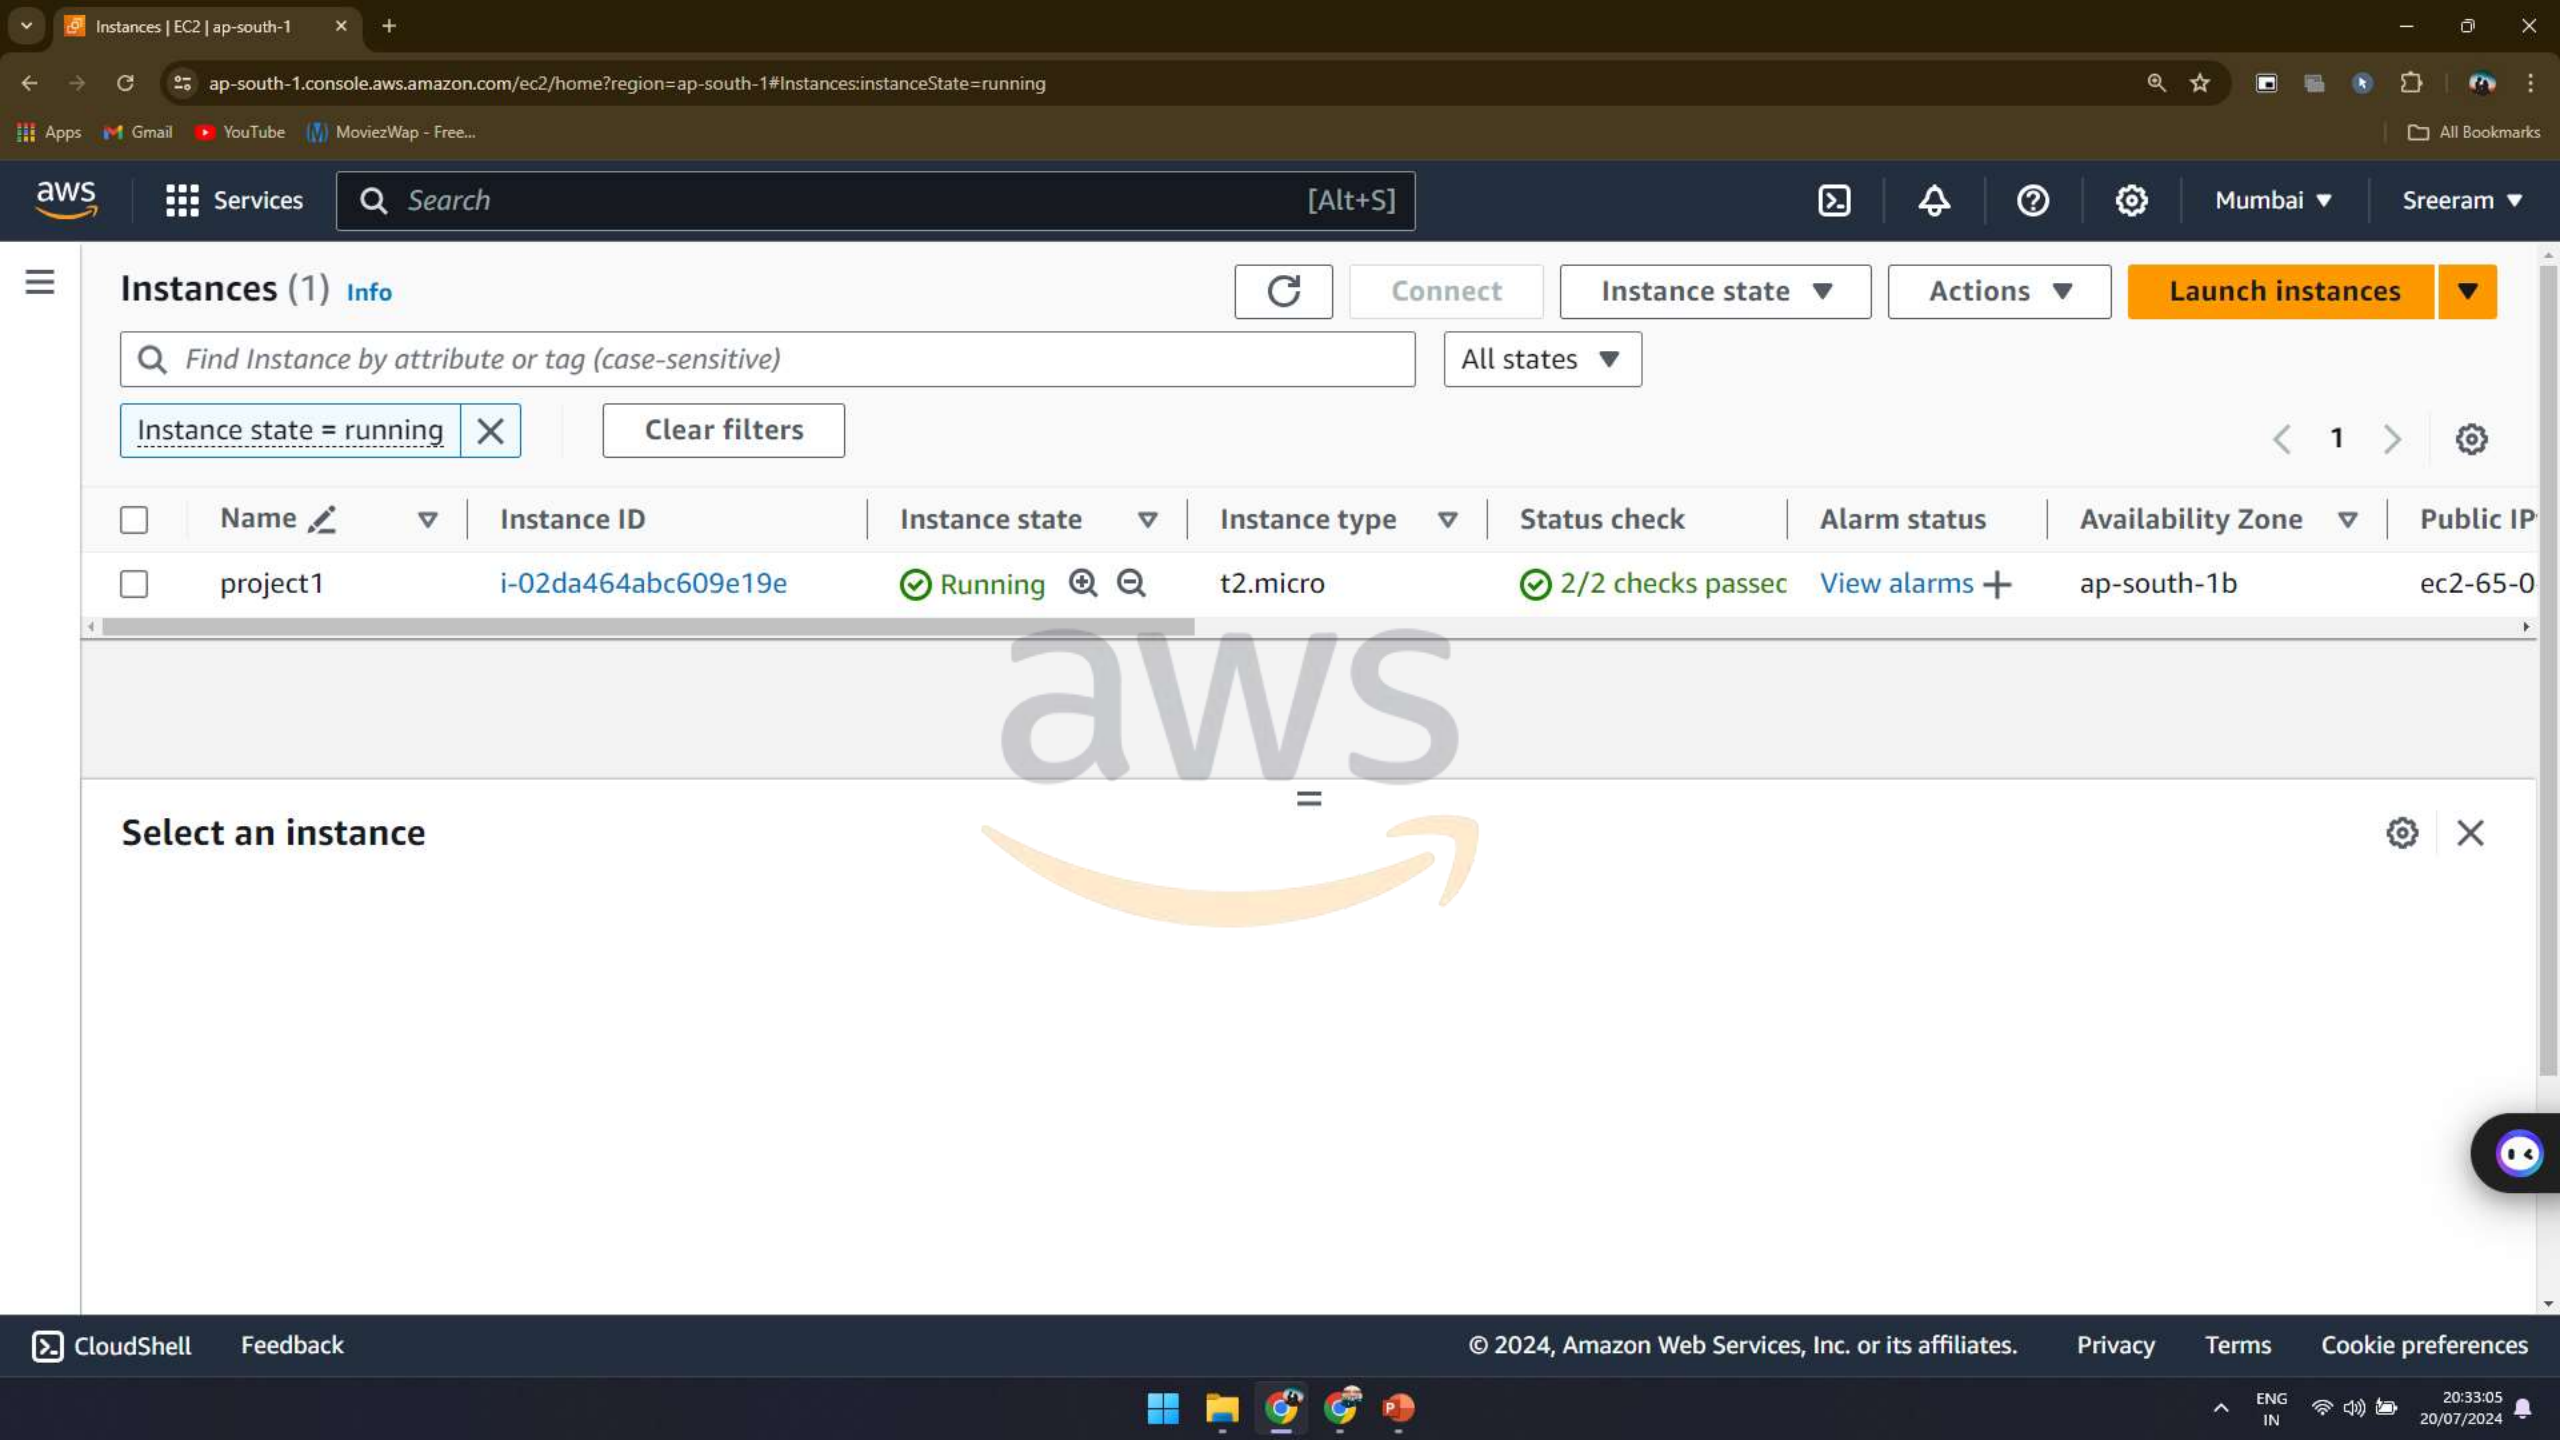 Instances | EC2 | ap-south-1
ap-south-1.console.aws.amazon.com/ec2/home?region=ap-south-1#Instances:instanceState=running
Apps Gmail YouTube MoviezWap - Free... All Bookmarks
aws Services Search [Alt+S] Mumbai Sreeram
Instances (1) Info Connect Instance state Actions Launch instances
Find Instance by attribute or tag (case-sensitive) All states
Instance state = running Clear filters 1
Name Instance ID Instance state Instance type Status check Alarm status Availability Zone Public IP
project1 i-02da464abc609e19e Running t2.micro 2/2 checks passec View alarms + ap-south-1b ec2-65-0
aws
Select an instance
CloudShell Feedback © 2024, Amazon Web Services, Inc. or its affiliates. Privacy Terms Cookie preferences
ENG 20:33:05
IN 20/07/2024